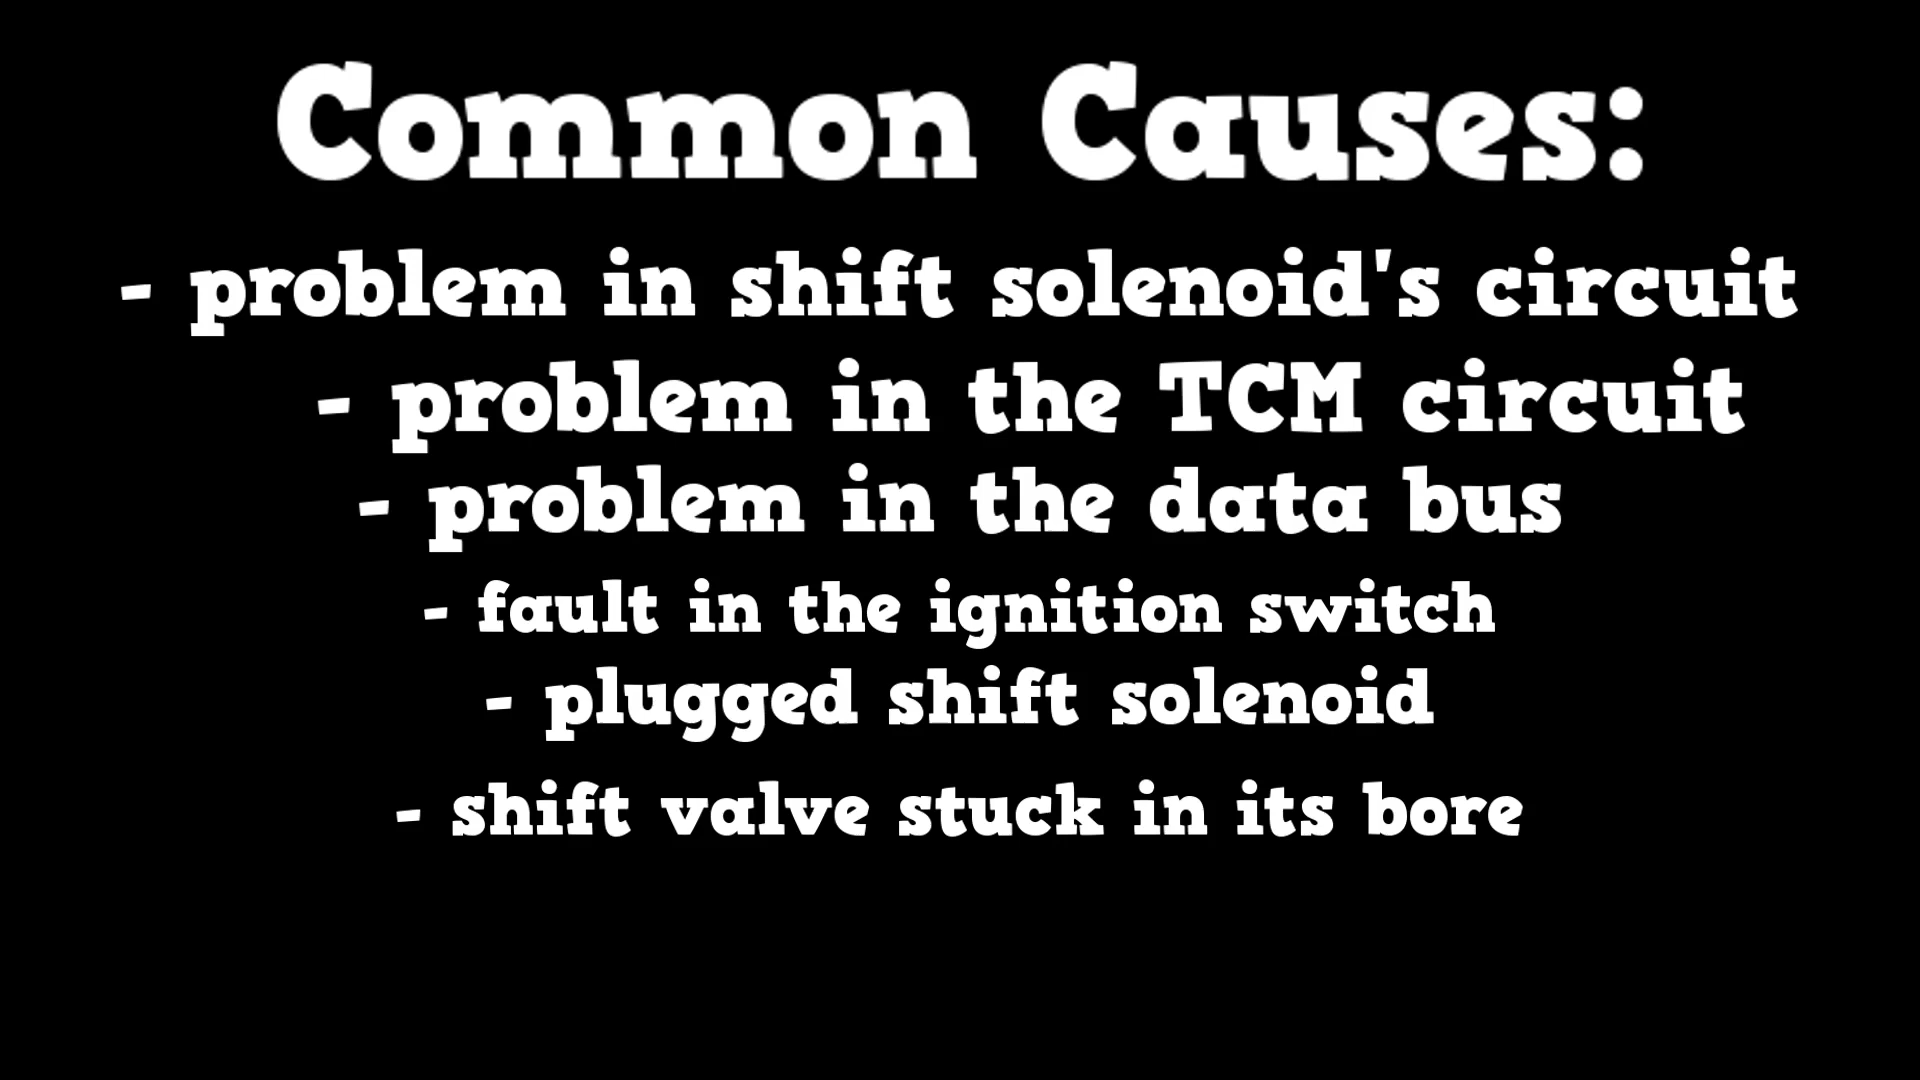 Common Causes:
- problem in shift solenoid's circuit
- problem in the TCM circuit
- problem in the data bus
- fault in the ignition switch
- plugged shift solenoid
- shift valve stuck in its bore